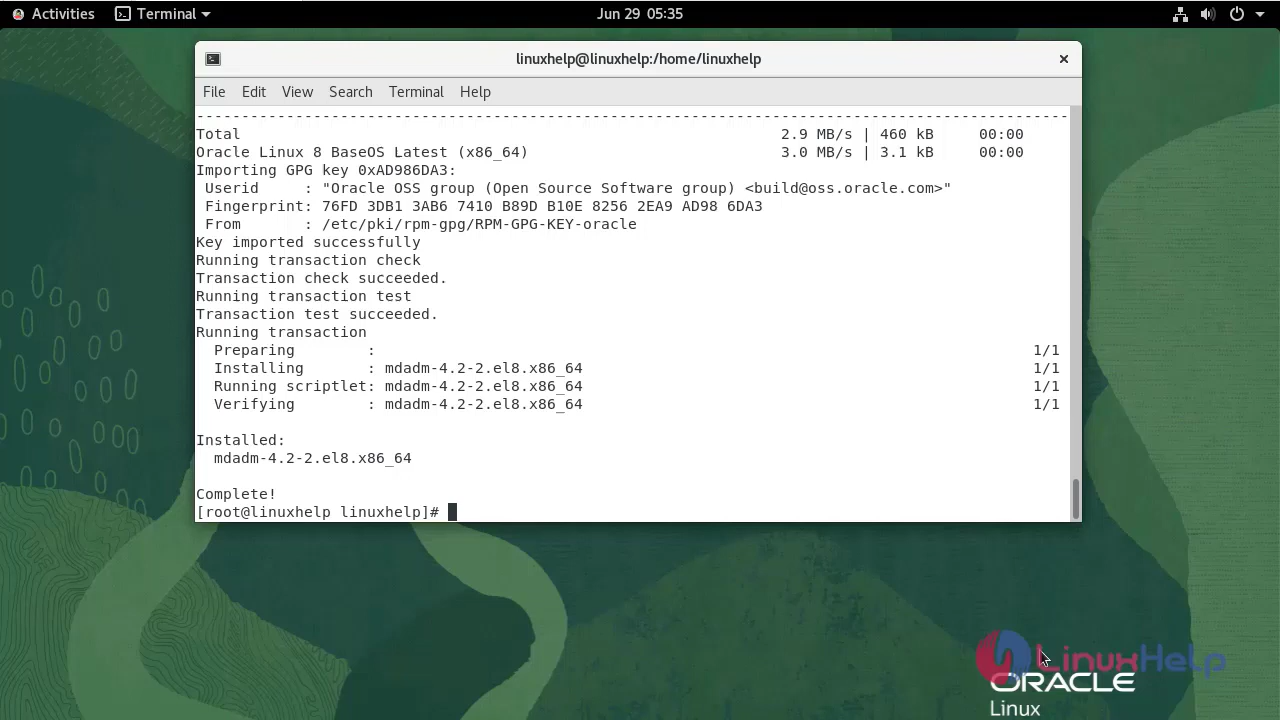 Activities Terminal Jun 29 05:35
linuxhelp@linuxhelp:/home/linuxhelp ×
File Edit View Search Terminal Help
--------------------------------------------------------------------------------
Total 2.9 MB/s | 460 kB 00:00
Oracle Linux 8 BaseOS Latest (x86_64) 3.0 MB/s | 3.1 kB 00:00
Importing GPG key 0xAD986DA3:
Userid : "Oracle OSS group (Open Source Software group) <build@oss.oracle.com>"
Fingerprint: 76FD 3DB1 3AB6 7410 B89D B10E 8256 2EA9 AD98 6DA3
From : /etc/pki/rpm-gpg/RPM-GPG-KEY-oracle
Key imported successfully
Running transaction check
Transaction check succeeded.
Running transaction test
Transaction test succeeded.
Running transaction
Preparing : 1/1
Installing : mdadm-4.2-2.el8.x86_64 1/1
Running scriptlet: mdadm-4.2-2.el8.x86_64 1/1
Verifying : mdadm-4.2-2.el8.x86_64 1/1
Installed:
mdadm-4.2-2.el8.x86_64
Complete!
[root@linuxhelp linuxhelp]#
LinuxHelp
ORACLE
Linux